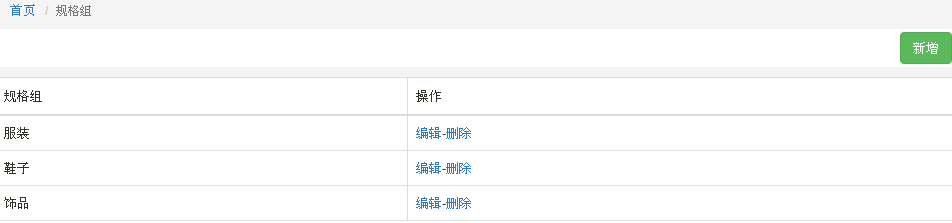 首页 / 规格组
新增
规格组 操作
服装 编辑-删除
鞋子 编辑-删除
饰品 编辑-删除